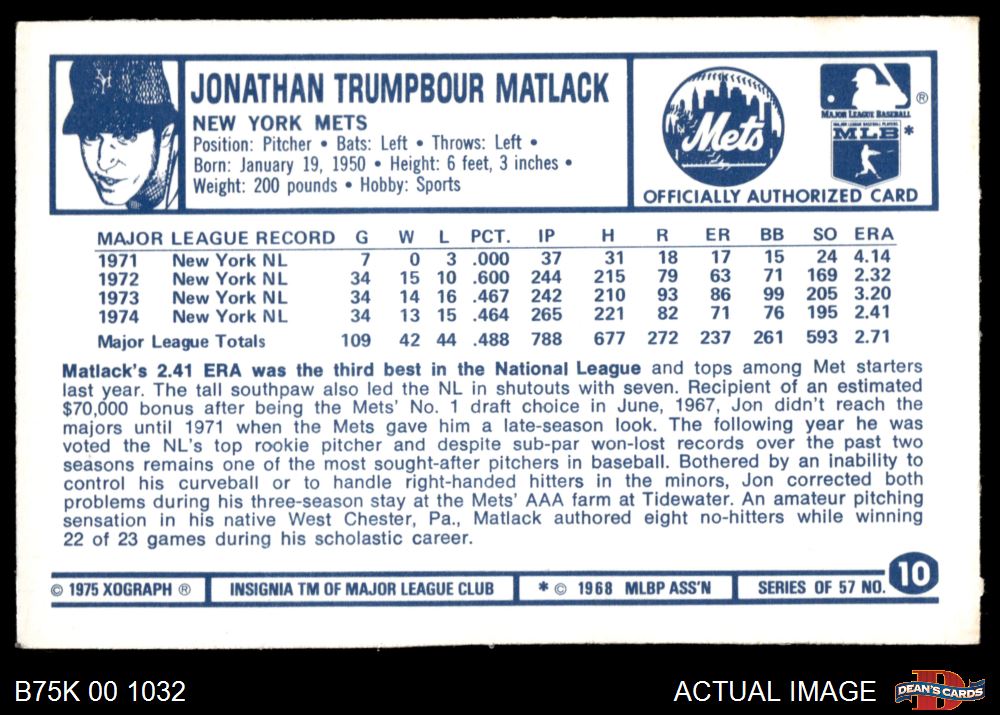 JONATHAN TRUMPBOUR MATLACK
NEW YORK METS
Position: Pitcher • Bats: Left • Throws: Left •
Born: January 19, 1950 • Height: 6 feet, 3 inches •
Weight: 200 pounds • Hobby: Sports
NY
Mets
MAJOR LEAGUE BASEBALL ®
MAJOR LEAGUE BASEBALL PLAYERS
MLB *
OFFICIALLY AUTHORIZED CARD
MAJOR LEAGUE RECORD G W L PCT. IP H R ER BB SO ERA
1971 New York NL 7 0 3 .000 37 31 18 17 15 24 4.14
1972 New York NL 34 15 10 .600 244 215 79 63 71 169 2.32
1973 New York NL 34 14 16 .467 242 210 93 86 99 205 3.20
1974 New York NL 34 13 15 .464 265 221 82 71 76 195 2.41
Major League Totals 109 42 44 .488 788 677 272 237 261 593 2.71
Matlack's 2.41 ERA was the third best in the National League and tops among Met starters
last year. The tall southpaw also led the NL in shutouts with seven. Recipient of an estimated
$70,000 bonus after being the Mets' No. 1 draft choice in June, 1967, Jon didn't reach the
majors until 1971 when the Mets gave him a late-season look. The following year he was
voted the NL's top rookie pitcher and despite sub-par won-lost records over the past two
seasons remains one of the most sought-after pitchers in baseball. Bothered by an inability to
control his curveball or to handle right-handed hitters in the minors, Jon corrected both
problems during his three-season stay at the Mets' AAA farm at Tidewater. An amateur pitching
sensation in his native West Chester, Pa., Matlack authored eight no-hitters while winning
22 of 23 games during his scholastic career.
© 1975 XOGRAPH ® INSIGNIA TM OF MAJOR LEAGUE CLUB * © 1968 MLBP ASS'N SERIES OF 57 NO. 10
B75K 00 1032 ACTUAL IMAGE DEAN'S CARDS